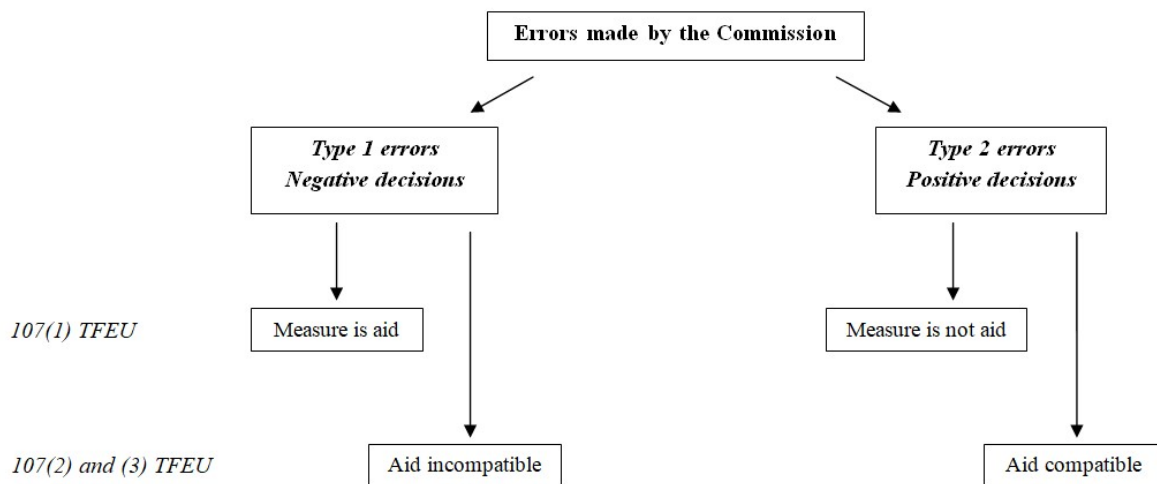 Errors made by the Commission
Type 1 errors
Negative decisions
Type 2 errors
Positive decisions
107(1) TFEU
Measure is aid
Measure is not aid
107(2) and (3) TFEU
Aid incompatible
Aid compatible